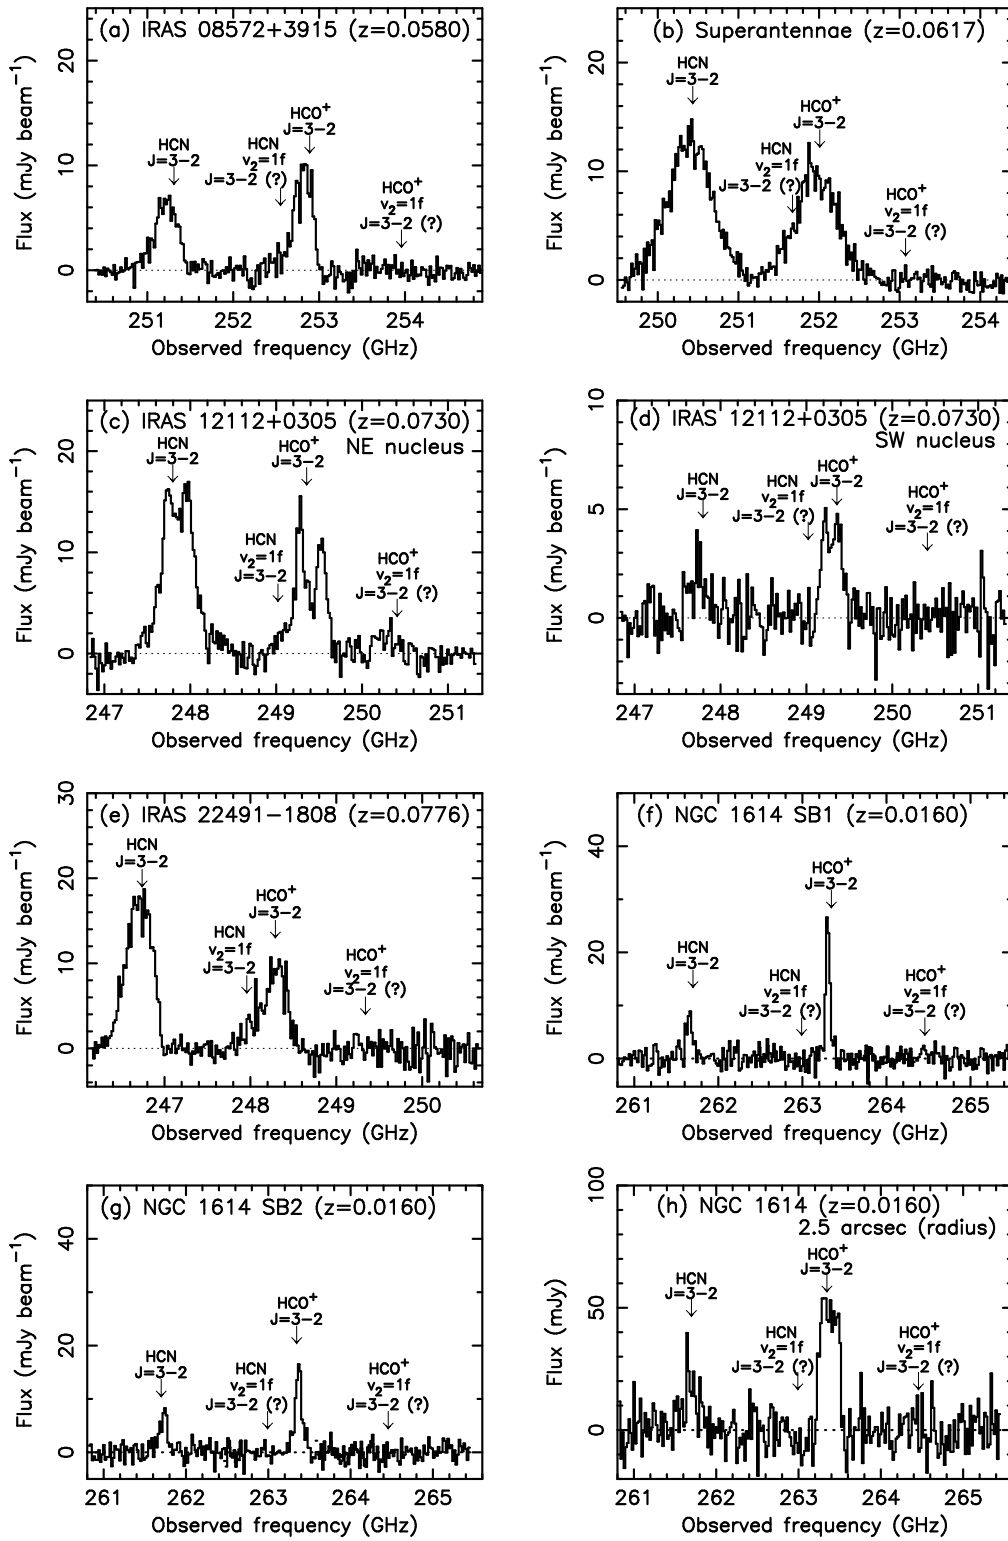 (a) IRAS 08572+3915 (z=0.0580)
HCN
J=3−2
HCN
v2=1f
J=3−2 (?)
HCO+
J=3−2
HCO+
v2=1f
J=3−2 (?)
0
10
20
Flux (mJy beam−1)
251
252
253
254
Observed frequency (GHz)
(b) Superantennae (z=0.0617)
HCN
J=3−2
HCN
v2=1f
J=3−2 (?)
HCO+
J=3−2
HCO+
v2=1f
J=3−2 (?)
0
10
20
Flux (mJy beam−1)
250
251
252
253
254
Observed frequency (GHz)
(c) IRAS 12112+0305 (z=0.0730)
NE nucleus
HCN
J=3−2
HCN
v2=1f
J=3−2
HCO+
J=3−2
HCO+
v2=1f
J=3−2 (?)
0
10
20
Flux (mJy beam−1)
247
248
249
250
251
Observed frequency (GHz)
(d) IRAS 12112+0305 (z=0.0730)
SW nucleus
HCN
J=3−2
HCN
v2=1f
J=3−2 (?)
HCO+
J=3−2
HCO+
v2=1f
J=3−2 (?)
0
5
10
Flux (mJy beam−1)
247
248
249
250
251
Observed frequency (GHz)
(e) IRAS 22491−1808 (z=0.0776)
HCN
J=3−2
HCN
v2=1f
J=3−2
HCO+
J=3−2
HCO+
v2=1f
J=3−2 (?)
0
10
20
30
Flux (mJy beam−1)
247
248
249
250
Observed frequency (GHz)
(f) NGC 1614 SB1 (z=0.0160)
HCN
J=3−2
HCN
v2=1f
J=3−2 (?)
HCO+
J=3−2
HCO+
v2=1f
J=3−2 (?)
0
20
40
Flux (mJy beam−1)
261
262
263
264
265
Observed frequency (GHz)
(g) NGC 1614 SB2 (z=0.0160)
HCN
J=3−2
HCN
v2=1f
J=3−2 (?)
HCO+
J=3−2
HCO+
v2=1f
J=3−2 (?)
0
20
40
Flux (mJy beam−1)
261
262
263
264
265
Observed frequency (GHz)
(h) NGC 1614 (z=0.0160)
2.5 arcsec (radius)
HCN
J=3−2
HCN
v2=1f
J=3−2 (?)
HCO+
J=3−2
HCO+
v2=1f
J=3−2 (?)
0
50
100
Flux (mJy)
261
262
263
264
265
Observed frequency (GHz)